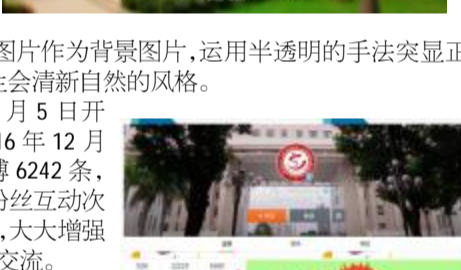 图片作为背景图片，运用半透明的手法突显正
会清新自然的风格。
月 5 日开
16 年 12 月
博 6242 条，
粉丝互动次
，大大增强
交流。